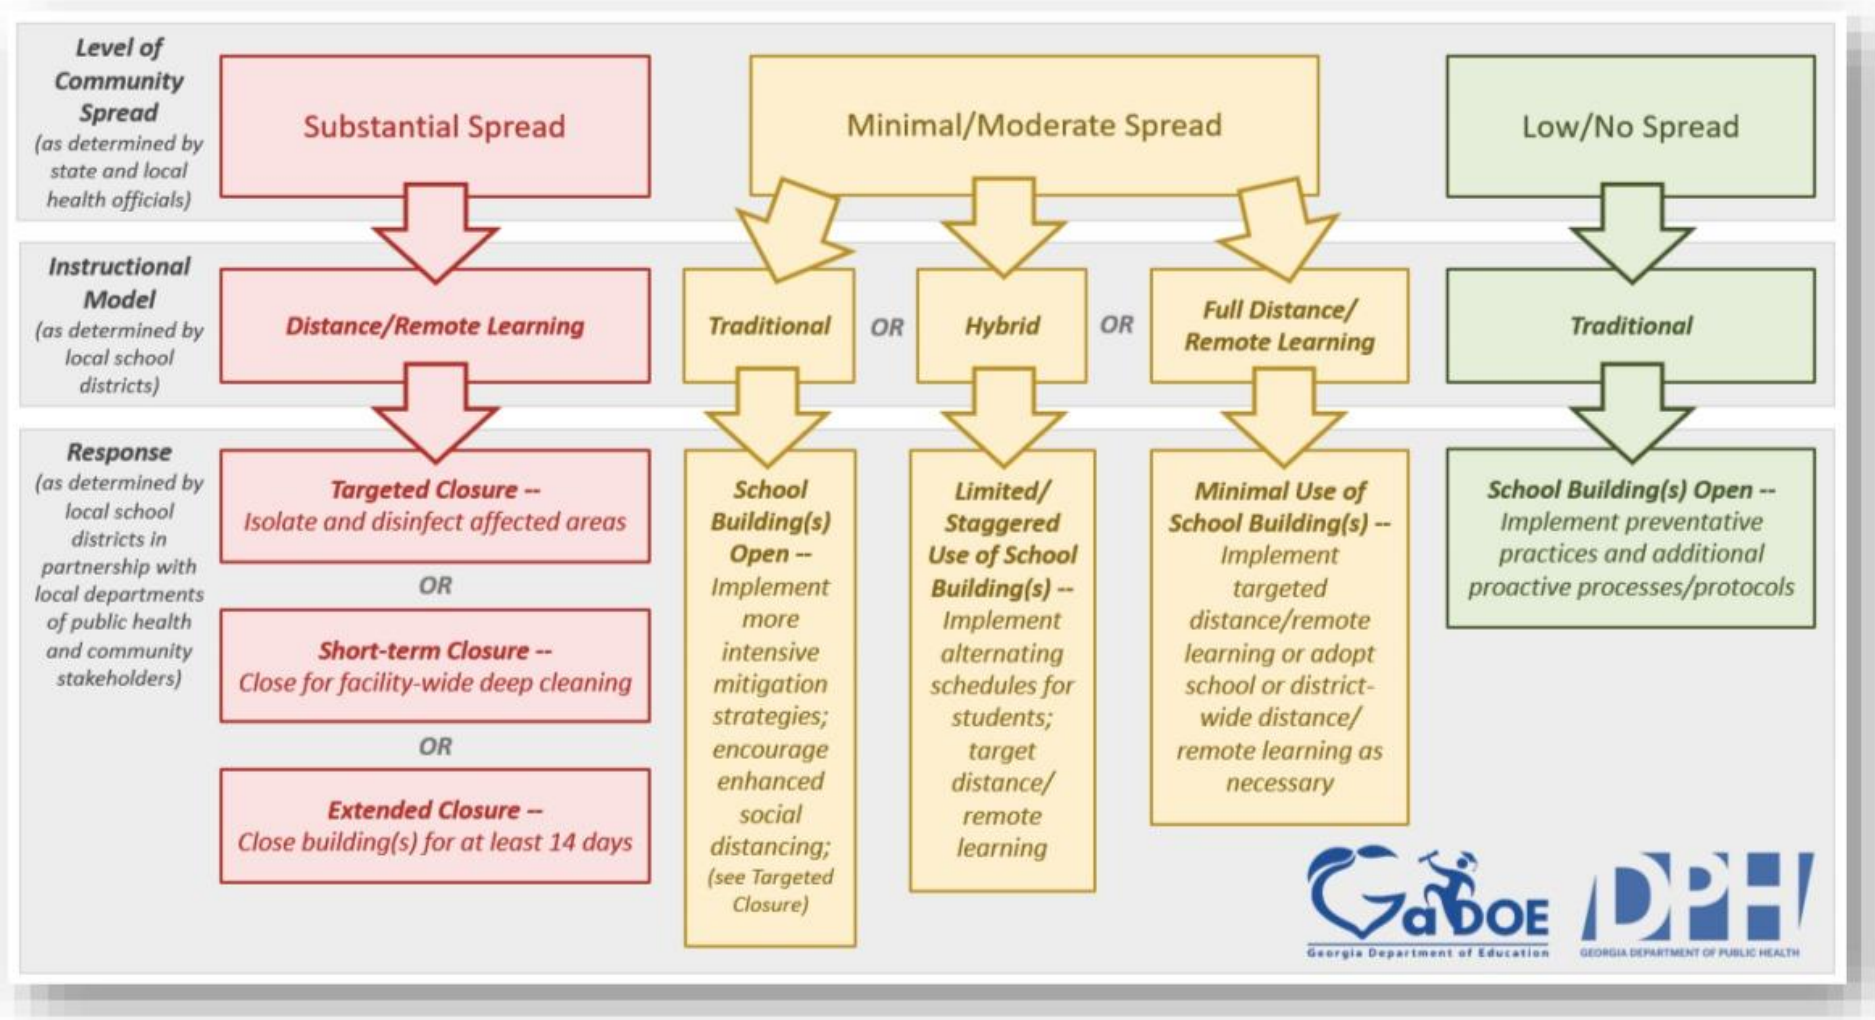 Level of
Community
Spread
(as determined by
state and local
health officials)
Substantial Spread
Minimal/Moderate Spread
Low/No Spread
Instructional
Model
(as determined by
local school
districts)
Distance/Remote Learning
Traditional
OR
Hybrid
OR
Full Distance/
Remote Learning
Traditional
Response
(as determined by
local school
districts in
partnership with
local departments
of public health
and community
stakeholders)
Targeted Closure --
Isolate and disinfect affected areas
OR
Short-term Closure --
Close for facility-wide deep cleaning
OR
Extended Closure --
Close building(s) for at least 14 days
School
Building(s)
Open --
Implement
more
intensive
mitigation
strategies;
encourage
enhanced
social
distancing;
(see Targeted
Closure)
Limited/
Staggered
Use of School
Building(s) --
Implement
alternating
schedules for
students;
target
distance/
remote
learning
Minimal Use of
School Building(s) --
Implement
targeted
distance/remote
learning or adopt
school or district-
wide distance/
remote learning as
necessary
School Building(s) Open --
Implement preventative
practices and additional
proactive processes/protocols
GaDOE
Georgia Department of Education
DPH
GEORGIA DEPARTMENT OF PUBLIC HEALTH